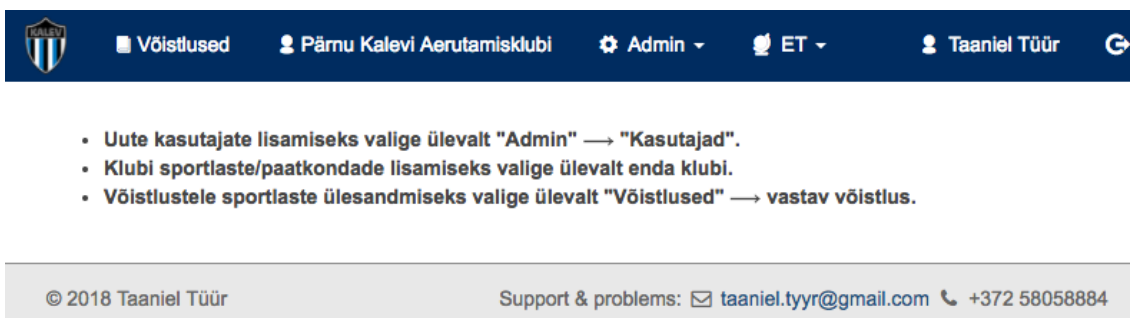 KALEV
Võistlused Pärnu Kalevi Aerutamisklubi Admin ET Taaniel Tüür
• Uute kasutajate lisamiseks valige ülevalt "Admin" ⟶ "Kasutajad".
• Klubi sportlaste/paatkondade lisamiseks valige ülevalt enda klubi.
• Võistlustele sportlaste ülesandmiseks valige ülevalt "Võistlused" ⟶ vastav võistlus.
© 2018 Taaniel Tüür Support & problems: taaniel.tyyr@gmail.com +372 58058884